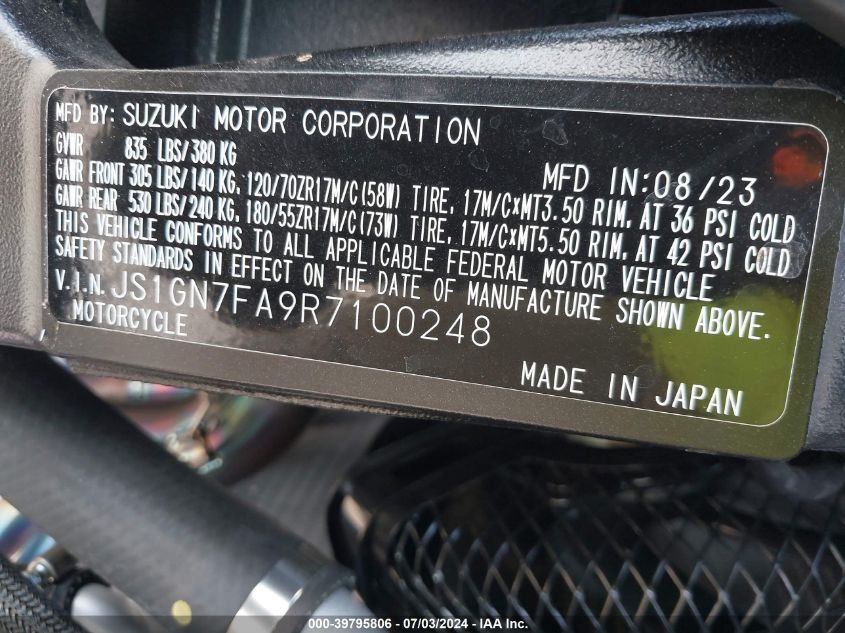 MFD BY: SUZUKI MOTOR CORPORATION
MFD IN:08/23
GVWR 835 LBS/380 KG
GAWR FRONT 305 LBS/140 KG, 120/70ZR17M/C(58W) TIRE, 17M/C×MT3.50 RIM, AT 36 PSI COLD
GAWR REAR 530 LBS/240 KG, 180/55ZR17M/C(73W) TIRE, 17M/C×MT5.50 RIM, AT 42 PSI COLD
THIS VEHICLE CONFORMS TO ALL APPLICABLE FEDERAL MOTOR VEHICLE
SAFETY STANDARDS IN EFFECT ON THE DATE OF MANUFACTURE SHOWN ABOVE.
V.I.N. JS1GN7FA9R7100248
MOTORCYCLE
MADE IN JAPAN
000-39795806 - 07/03/2024 - IAA Inc.